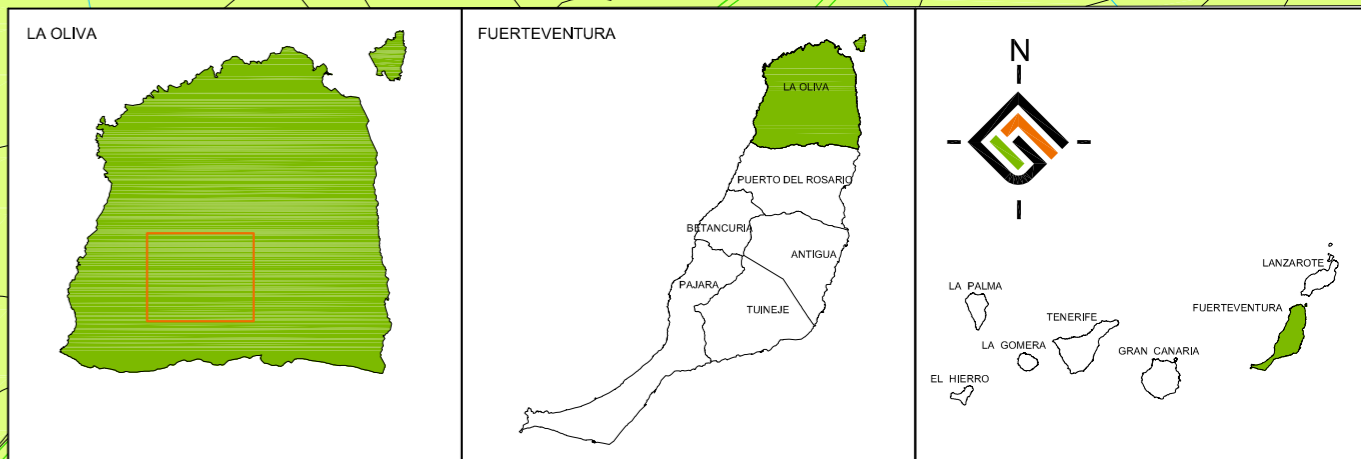 LA OLIVA
FUERTEVENTURA
LA OLIVA
PUERTO DEL ROSARIO
BETANCURIA
ANTIGUA
PAJARA
TUINEJE
N
LANZAROTE
LA PALMA
FUERTEVENTURA
TENERIFE
LA GOMERA
GRAN CANARIA
EL HIERRO